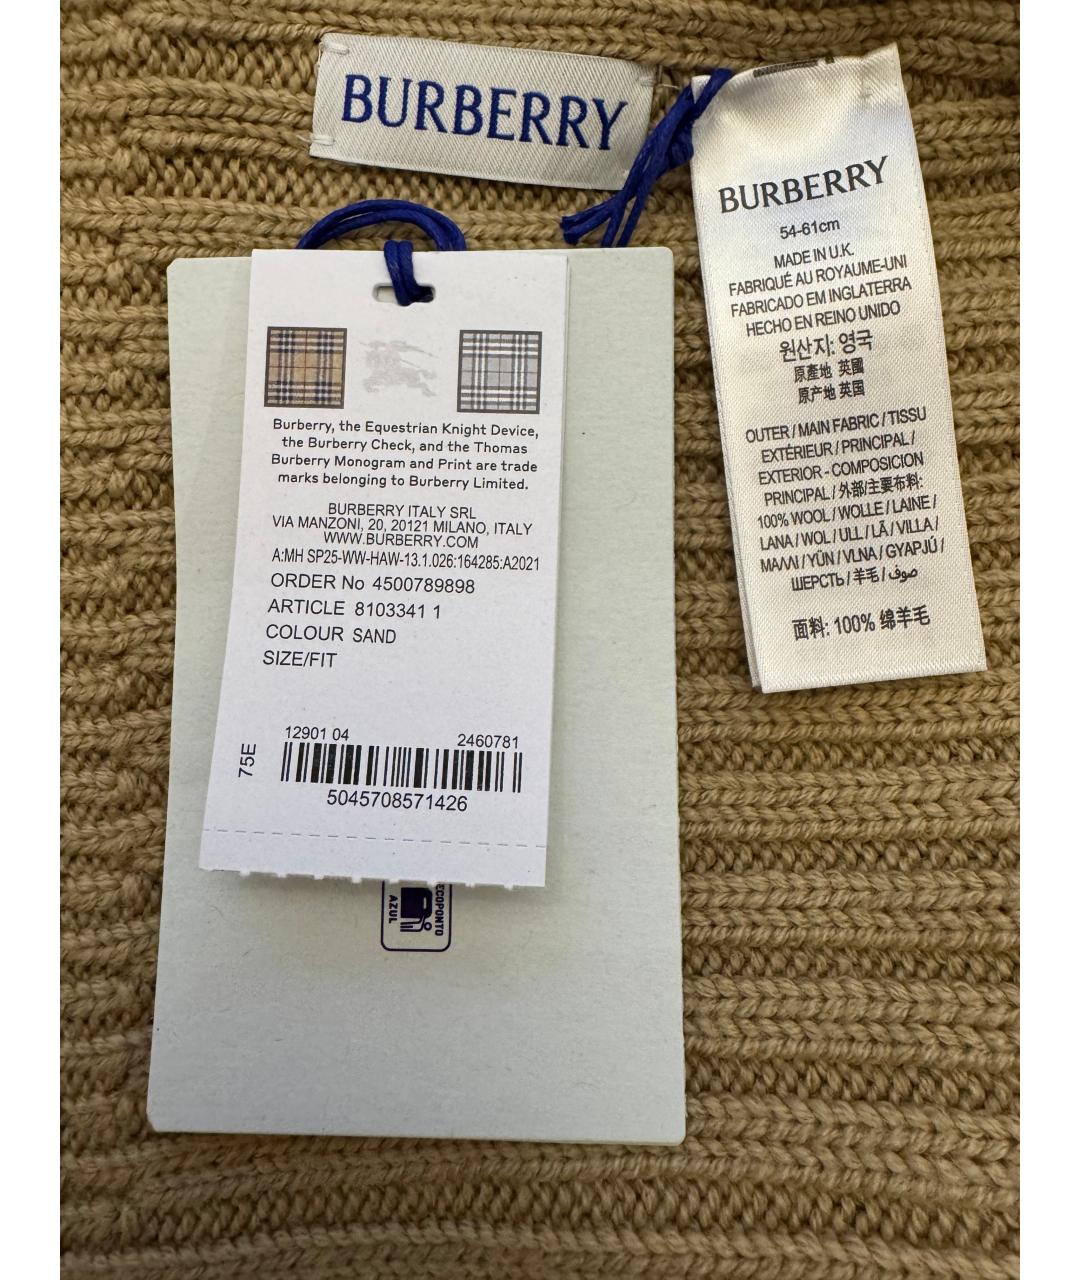 BURBERRY
BURBERRY
54-61cm
MADE IN U.K.
FABRIQUÉ AU ROYAUME-UNI
FABRICADO EM INGLATERRA
HECHO EN REINO UNIDO
원산지: 영국
原產地 英國
原产地 英国
OUTER / MAIN FABRIC / TISSU
EXTÉRIEUR / PRINCIPAL /
EXTERIOR - COMPOSICION
PRINCIPAL / 外部/主要布料:
100% WOOL / WOLLE / LAINE /
LANA / WOL / ULL / LÃ / VILLA /
ΜΑΛΛΙ / YÜN / VLNA / GYAPJÚ /
ШЕРСТЬ / 羊毛 / صوف
面料: 100% 绵羊毛
Burberry, the Equestrian Knight Device,
the Burberry Check, and the Thomas
Burberry Monogram and Print are trade
marks belonging to Burberry Limited.
BURBERRY ITALY SRL
VIA MANZONI, 20, 20121 MILANO, ITALY
WWW.BURBERRY.COM
A:MH SP25-WW-HAW-13.1.026:164285:A2021
ORDER No 4500789898
ARTICLE 8103341 1
COLOUR SAND
SIZE/FIT
12901 04
2460781
75E
5045708571426
ECOPONTO
AZUL